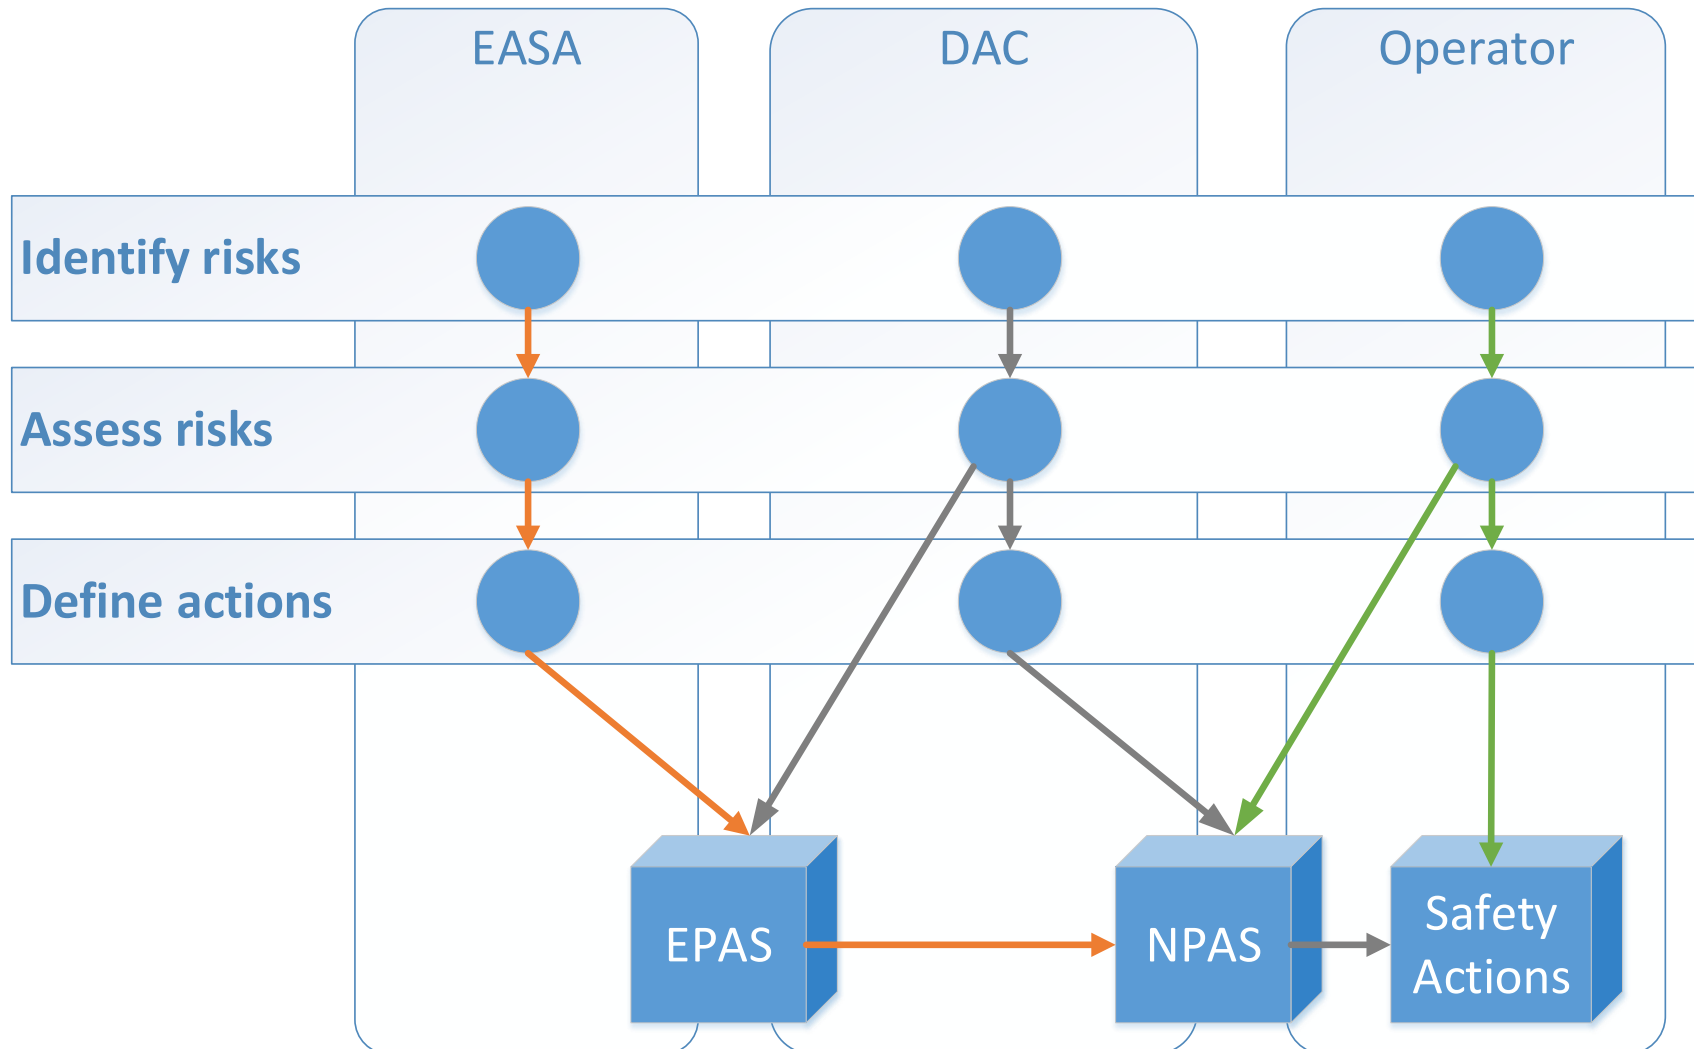 EASA
DAC
Operator
Identify risks
Assess risks
Define actions
EPAS
NPAS
Safety
Actions